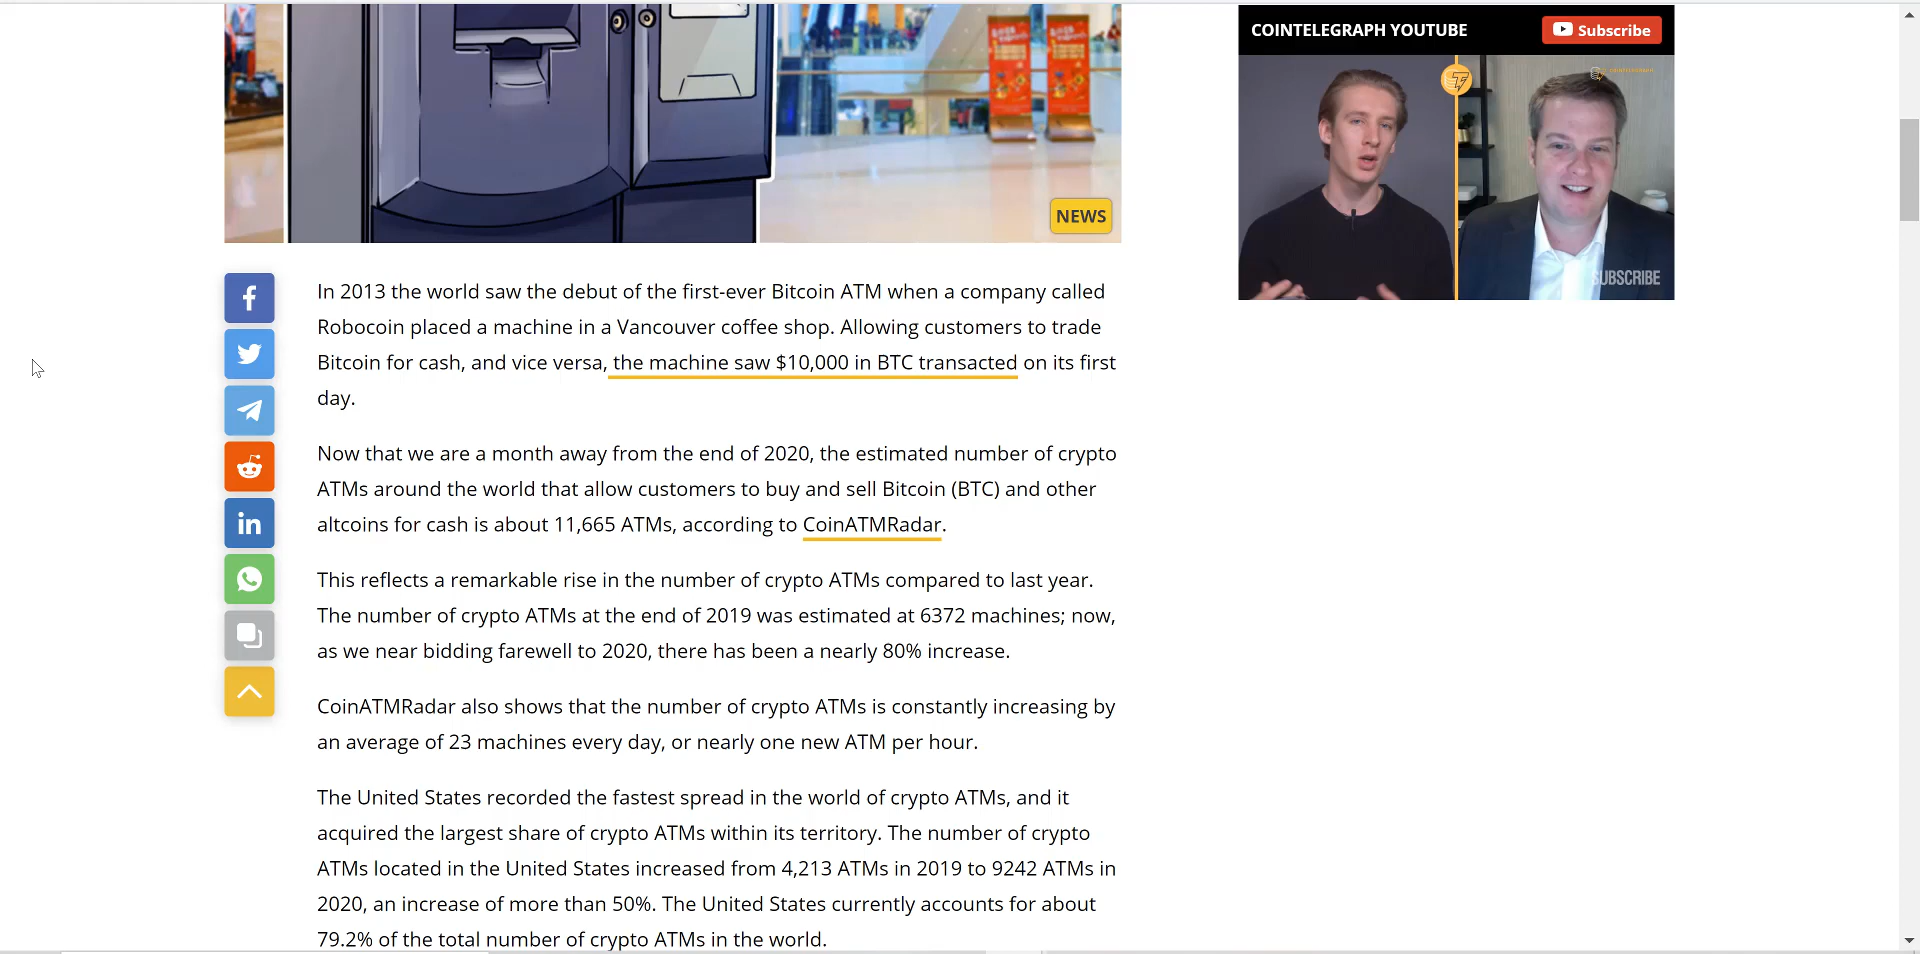 COINTELEGRAPH YOUTUBE
Subscribe
SUBSCRIBE
NEWS
In 2013 the world saw the debut of the first-ever Bitcoin ATM when a company called
Robocoin placed a machine in a Vancouver coffee shop. Allowing customers to trade
Bitcoin for cash, and vice versa, the machine saw $10,000 in BTC transacted on its first
day.
Now that we are a month away from the end of 2020, the estimated number of crypto
ATMs around the world that allow customers to buy and sell Bitcoin (BTC) and other
altcoins for cash is about 11,665 ATMs, according to CoinATMRadar.
This reflects a remarkable rise in the number of crypto ATMs compared to last year.
The number of crypto ATMs at the end of 2019 was estimated at 6372 machines; now,
as we near bidding farewell to 2020, there has been a nearly 80% increase.
CoinATMRadar also shows that the number of crypto ATMs is constantly increasing by
an average of 23 machines every day, or nearly one new ATM per hour.
The United States recorded the fastest spread in the world of crypto ATMs, and it
acquired the largest share of crypto ATMs within its territory. The number of crypto
ATMs located in the United States increased from 4,213 ATMs in 2019 to 9242 ATMs in
2020, an increase of more than 50%. The United States currently accounts for about
79.2% of the total number of crypto ATMs in the world.